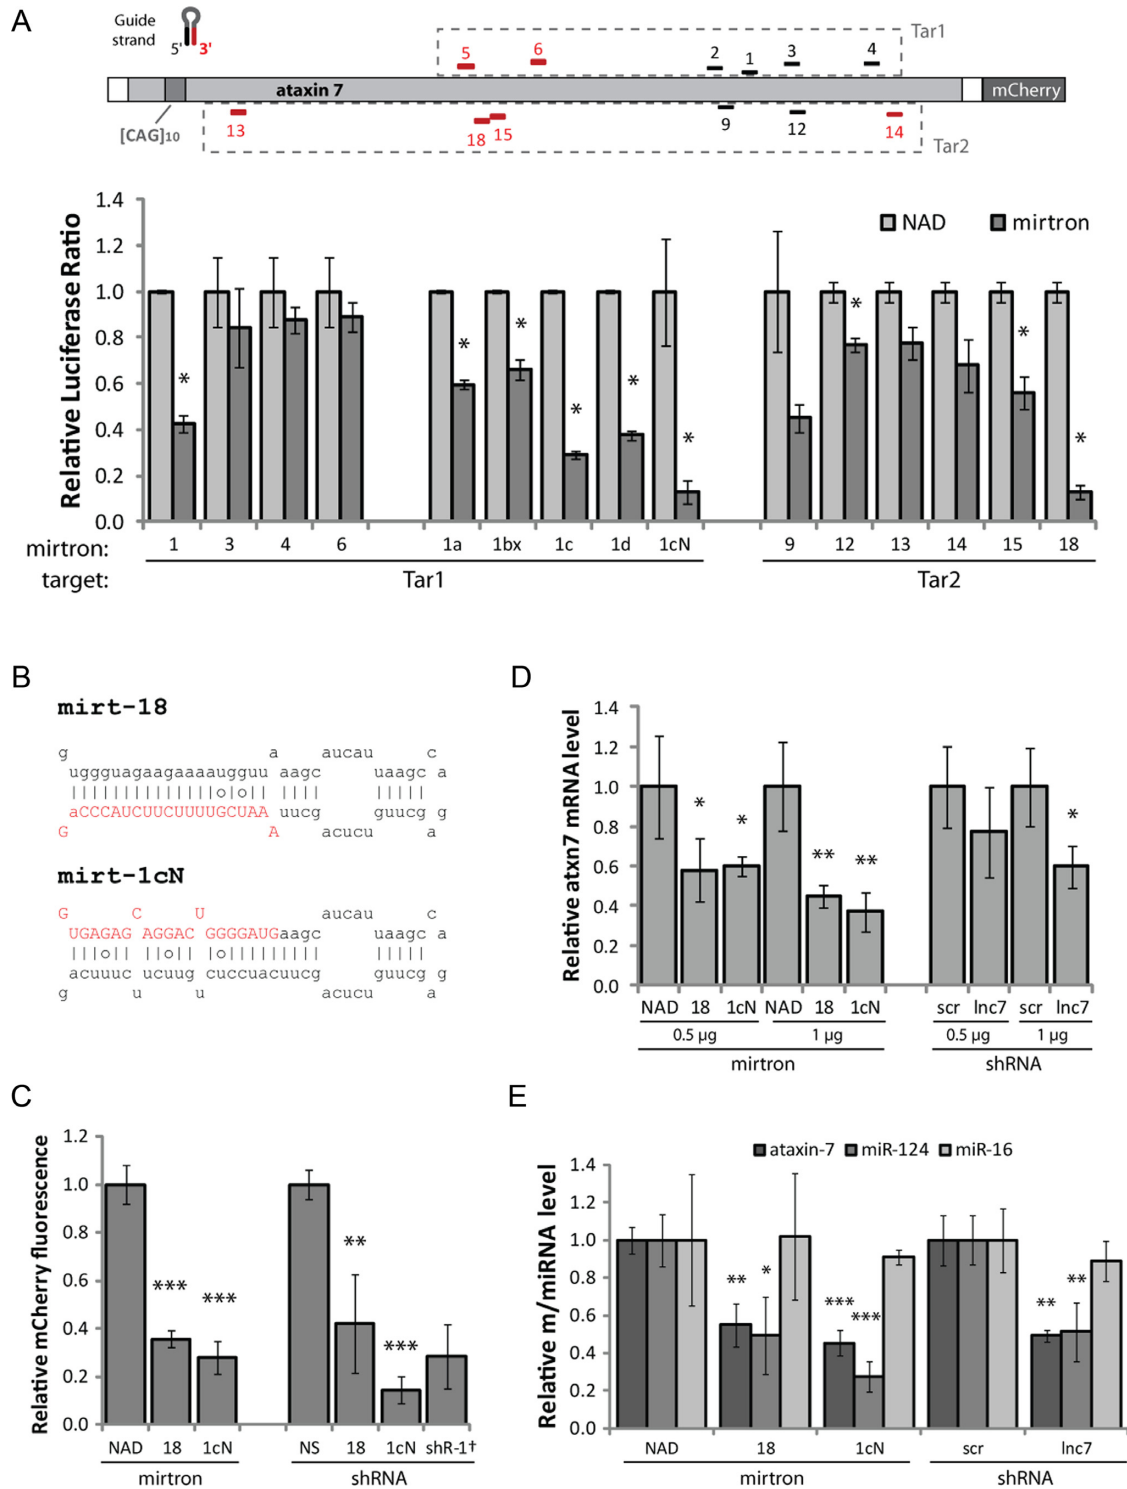 A
Guide
strand
5'
3'
Tar1
5
6
2
1
3
4
ataxin 7
mCherry
[CAG]10
13
18
15
9
12
14
Tar2
Relative Luciferase Ratio
1.4
1.2
1.0
0.8
0.6
0.4
0.2
0.0
NAD
mirtron
*
*
*
*
*
*
*
*
*
mirtron:
1 3 4 6 1a 1bx 1c 1d 1cN 9 12 13 14 15 18
target:
Tar1
Tar2
B
mirt-18
g a aucau c
ugggguagaagaaaauggguu aagc uaagc a
aCCCAUCUUCUUUUGCUAA uucg guucg g
G A acucu a
mirt-1cN
G C U aucau c
UGAGAG AGGAC GGGGAUGaagc uaagc a
acuuuc ucuug cuccuacuucg guucg g
g u u acucu a
C
Relative mCherry fluorescence
1.2
1.0
0.8
0.6
0.4
0.2
0.0
***
***
**
***
NAD 18 1cN NS 18 1cN shR-1†
mirtron
shRNA
D
Relative atxn7 mRNA level
1.4
1.2
1.0
0.8
0.6
0.4
0.2
0.0
*
*
**
**
*
NAD 18 1cN NAD 18 1cN scr lnc7 scr lnc7
0.5 µg 1 µg 0.5 µg 1 µg
mirtron
shRNA
E
ataxin-7 miR-124 miR-16
Relative m/miRNA level
1.4
1.2
1.0
0.8
0.6
0.4
0.2
0.0
**
*
***
***
**
**
NAD 18 1cN scr lnc7
mirtron
shRNA